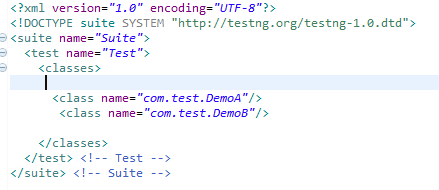 <?xml version="1.0" encoding="UTF-8"?>
<!DOCTYPE suite SYSTEM "http://testng.org/testng-1.0.dtd">
<suite name="Suite">
<test name="Test">
<classes>
<class name="com.test.DemoA"/>
<class name="com.test.DemoB"/>
</classes>
</test> <!-- Test -->
</suite> <!-- Suite -->